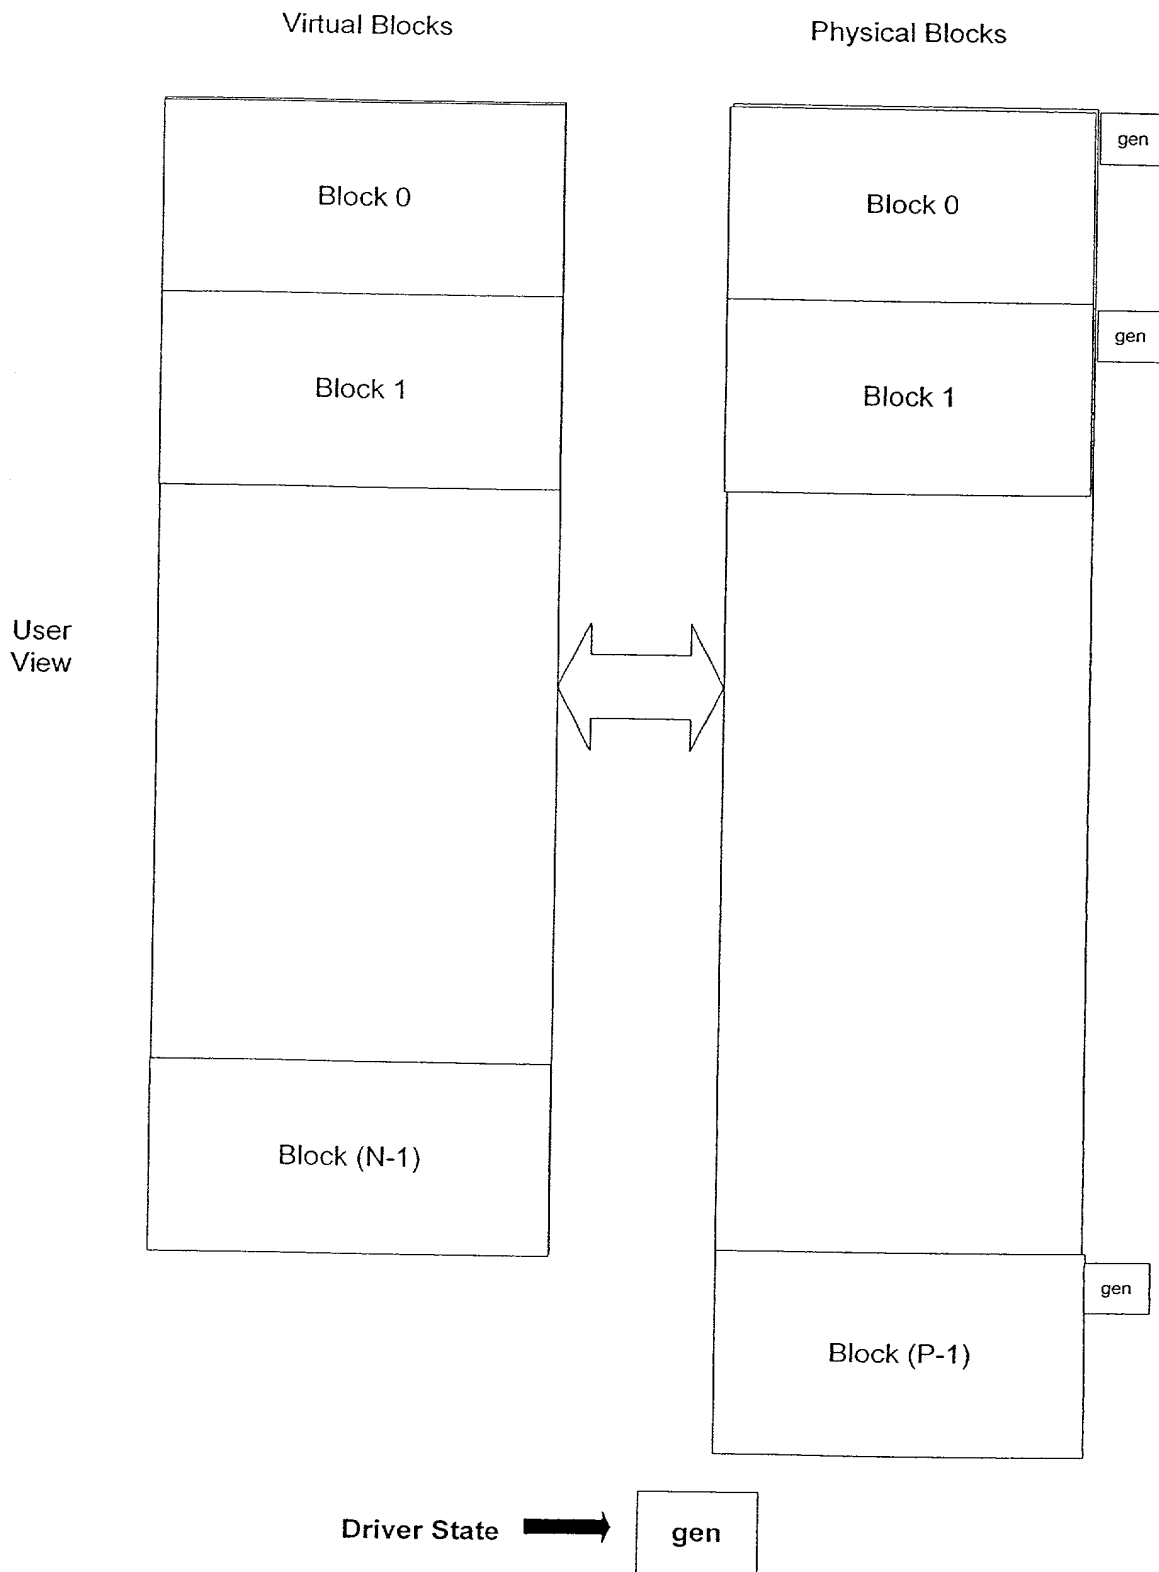 Virtual Blocks
Physical Blocks
Block 0
Block 0
gen
Block 1
Block 1
gen
User
View
Block (N-1)
gen
Block (P-1)
Driver State
gen